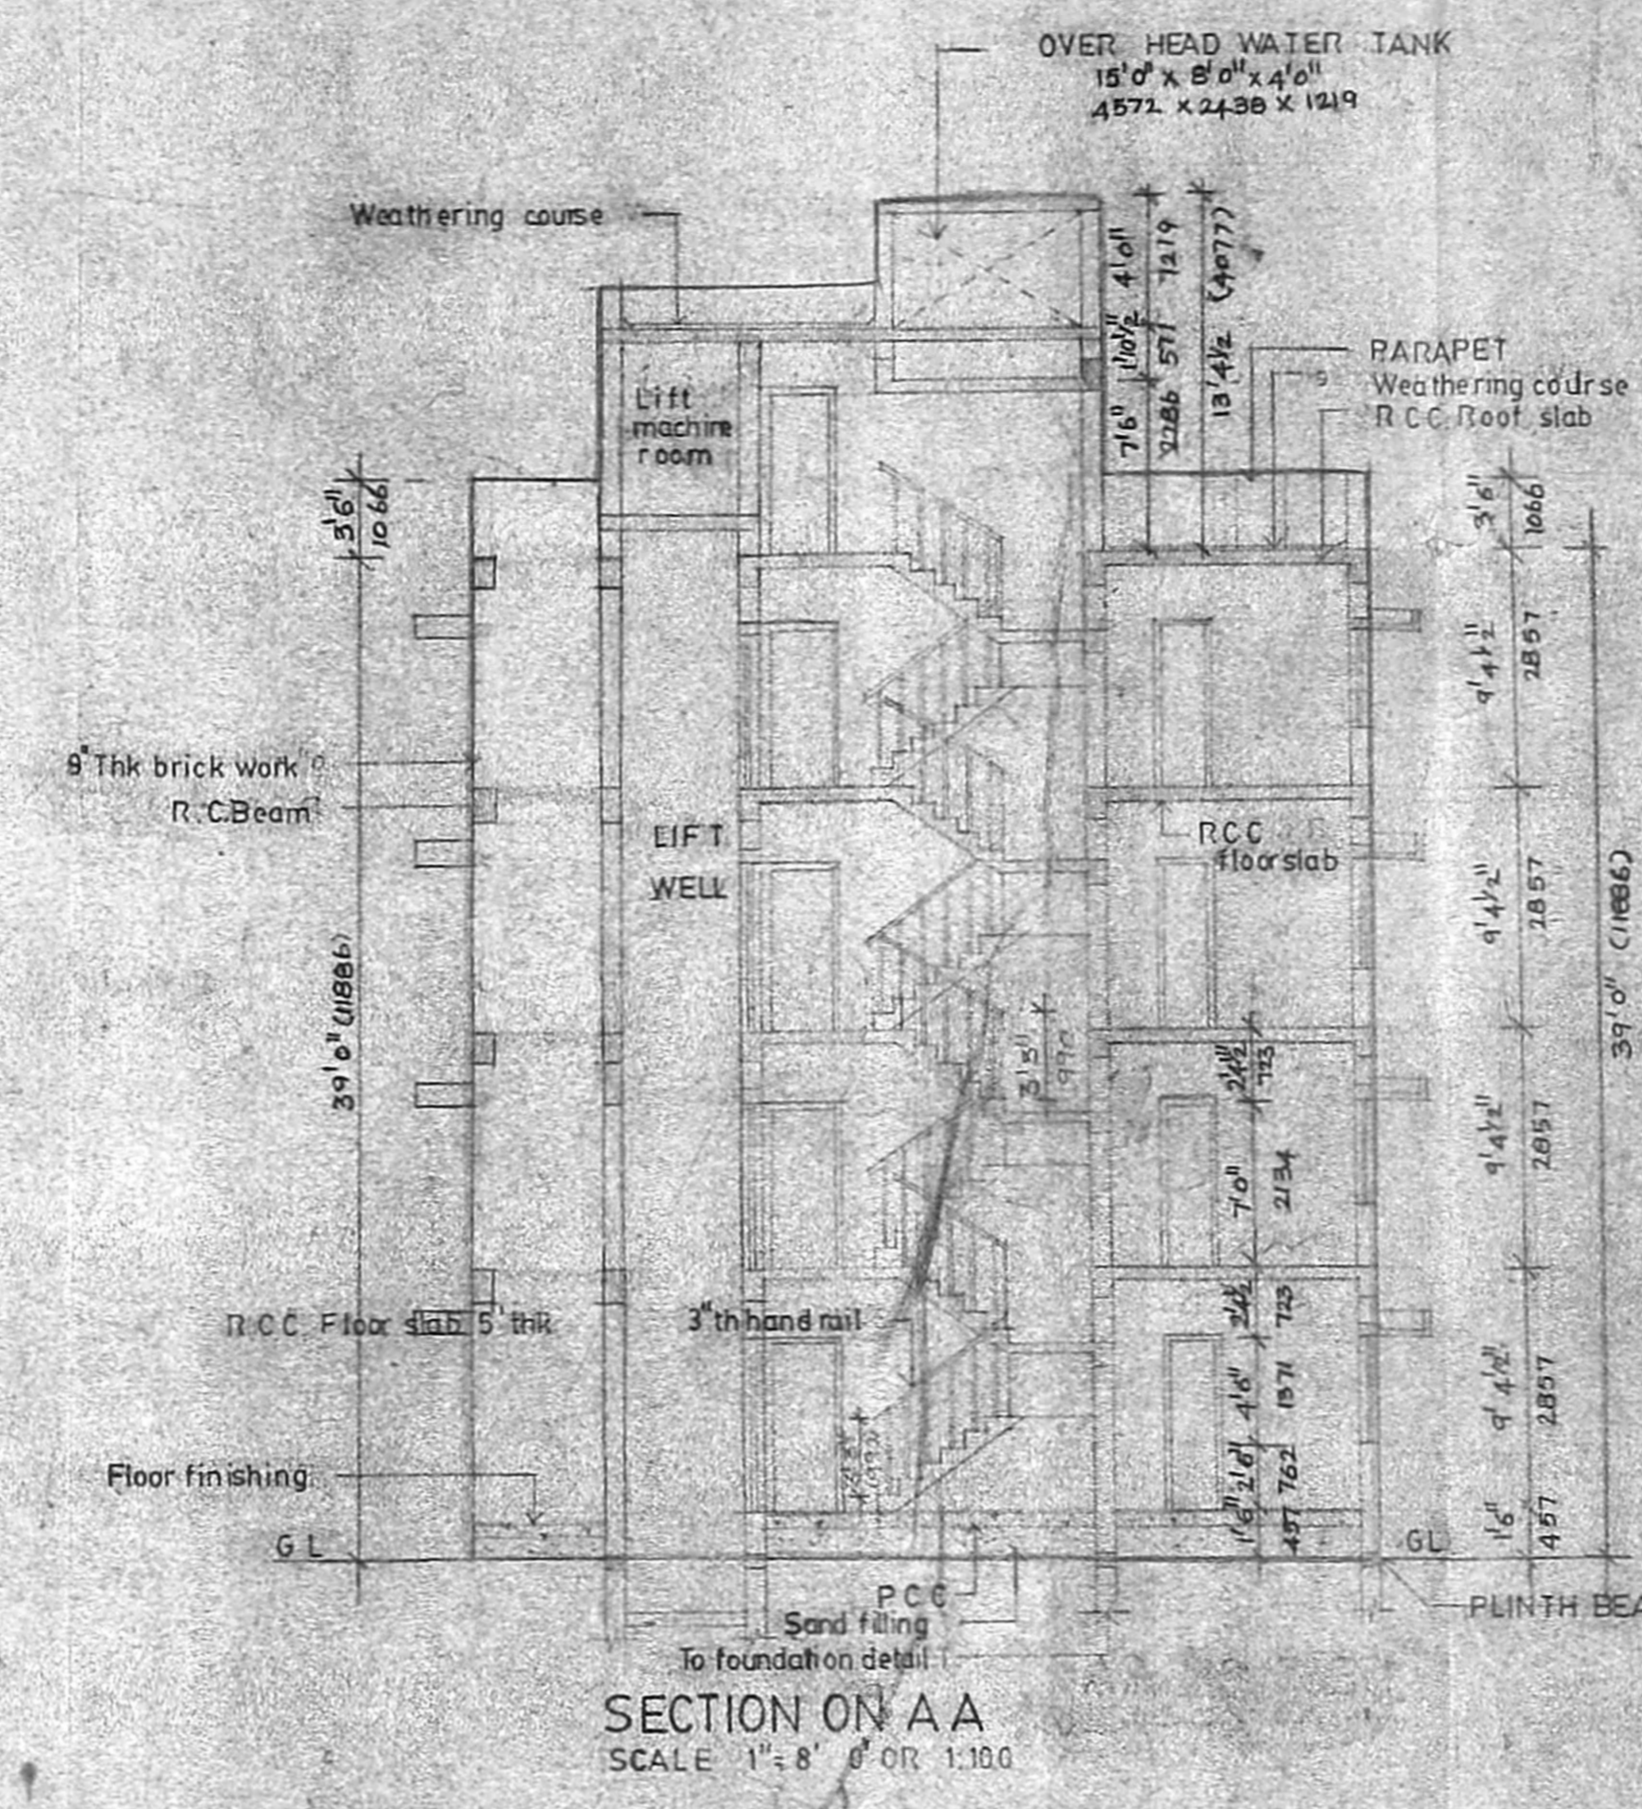 OVER HEAD WATER TANK
15'0" x 8'0" x 4'0"
4572 x 2438 x 1219
Weathering course
4'0"
1219
13'4½ (4077)
1'10½
571
7'6"
2286
PARAPET
Weathering course
R C C Roof slab
Lift
machine
room
3'6"
1066
3'6"
1066
9'4½"
2857
9" Thk brick work
R.C.Beam
LIFT
WELL
RCC
floor slab
9'4½"
2857
39'0" (11886)
39'0" (11886)
3'3"
990
2'4½"
723
9'4½"
2857
7'0"
2134
R.C.C. Floor slab 5" thk
3" th hand rail
2'4½
723
4'6"
1371
9'4½"
2857
2'6"
762
1'6"
457
1'6"
457
Floor finishing
G L
GL
PCC
Sand filling
To foundation detail
PLINTH BEA
SECTION ON A A
SCALE 1"=8' 0" OR 1:100